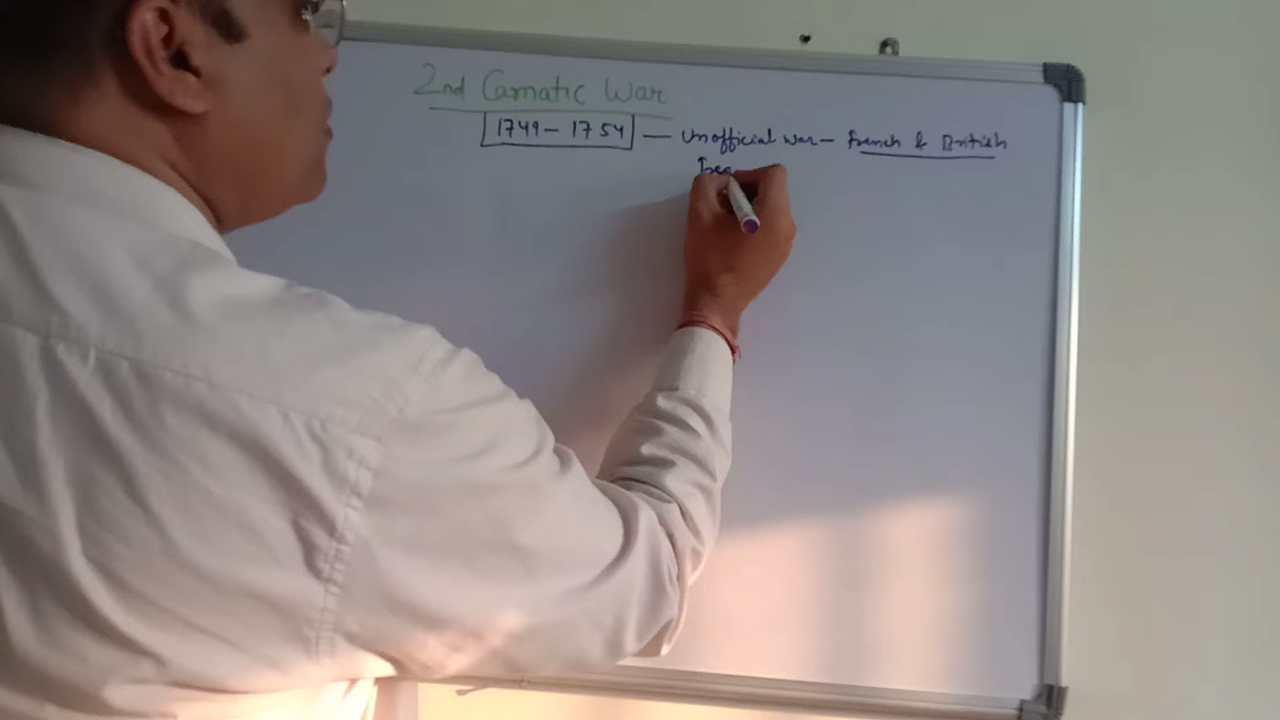 2nd Carnatic War
1749 - 1754 — Unofficial war - French & British